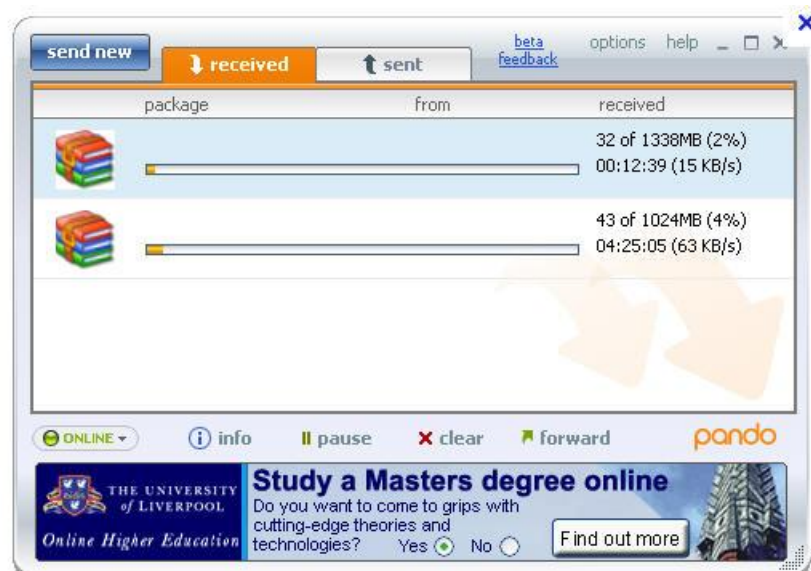 send new
received
sent
beta
feedback
options
help
package
from
received
32 of 1338MB (2%)
00:12:39 (15 KB/s)
43 of 1024MB (4%)
04:25:05 (63 KB/s)
ONLINE
info
pause
clear
forward
pando
THE UNIVERSITY
of LIVERPOOL
Online Higher Education
Study a Masters degree online
Do you want to come to grips with
cutting-edge theories and
technologies?
Yes
No
Find out more